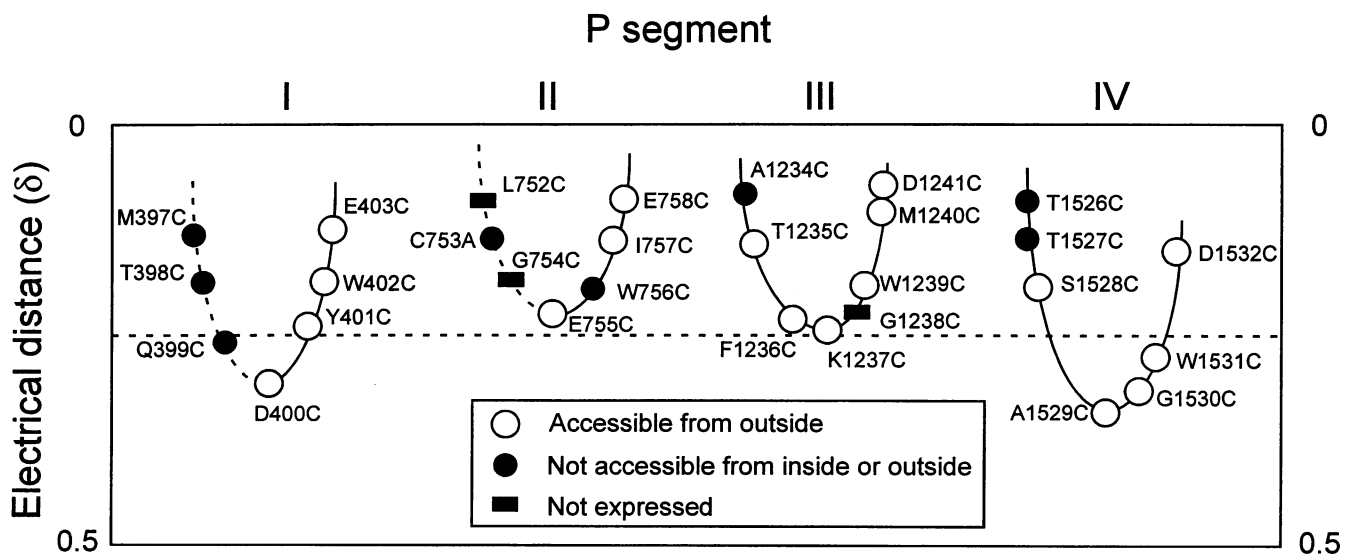 P segment
I II III IV
0 0
Electrical distance (δ)
M397C
T398C
Q399C
D400C
Y401C
W402C
E403C
L752C
C753A
G754C
E755C
W756C
I757C
E758C
A1234C
T1235C
F1236C
K1237C
G1238C
W1239C
M1240C
D1241C
T1526C
T1527C
S1528C
A1529C
G1530C
W1531C
D1532C
Accessible from outside
Not accessible from inside or outside
Not expressed
0.5 0.5